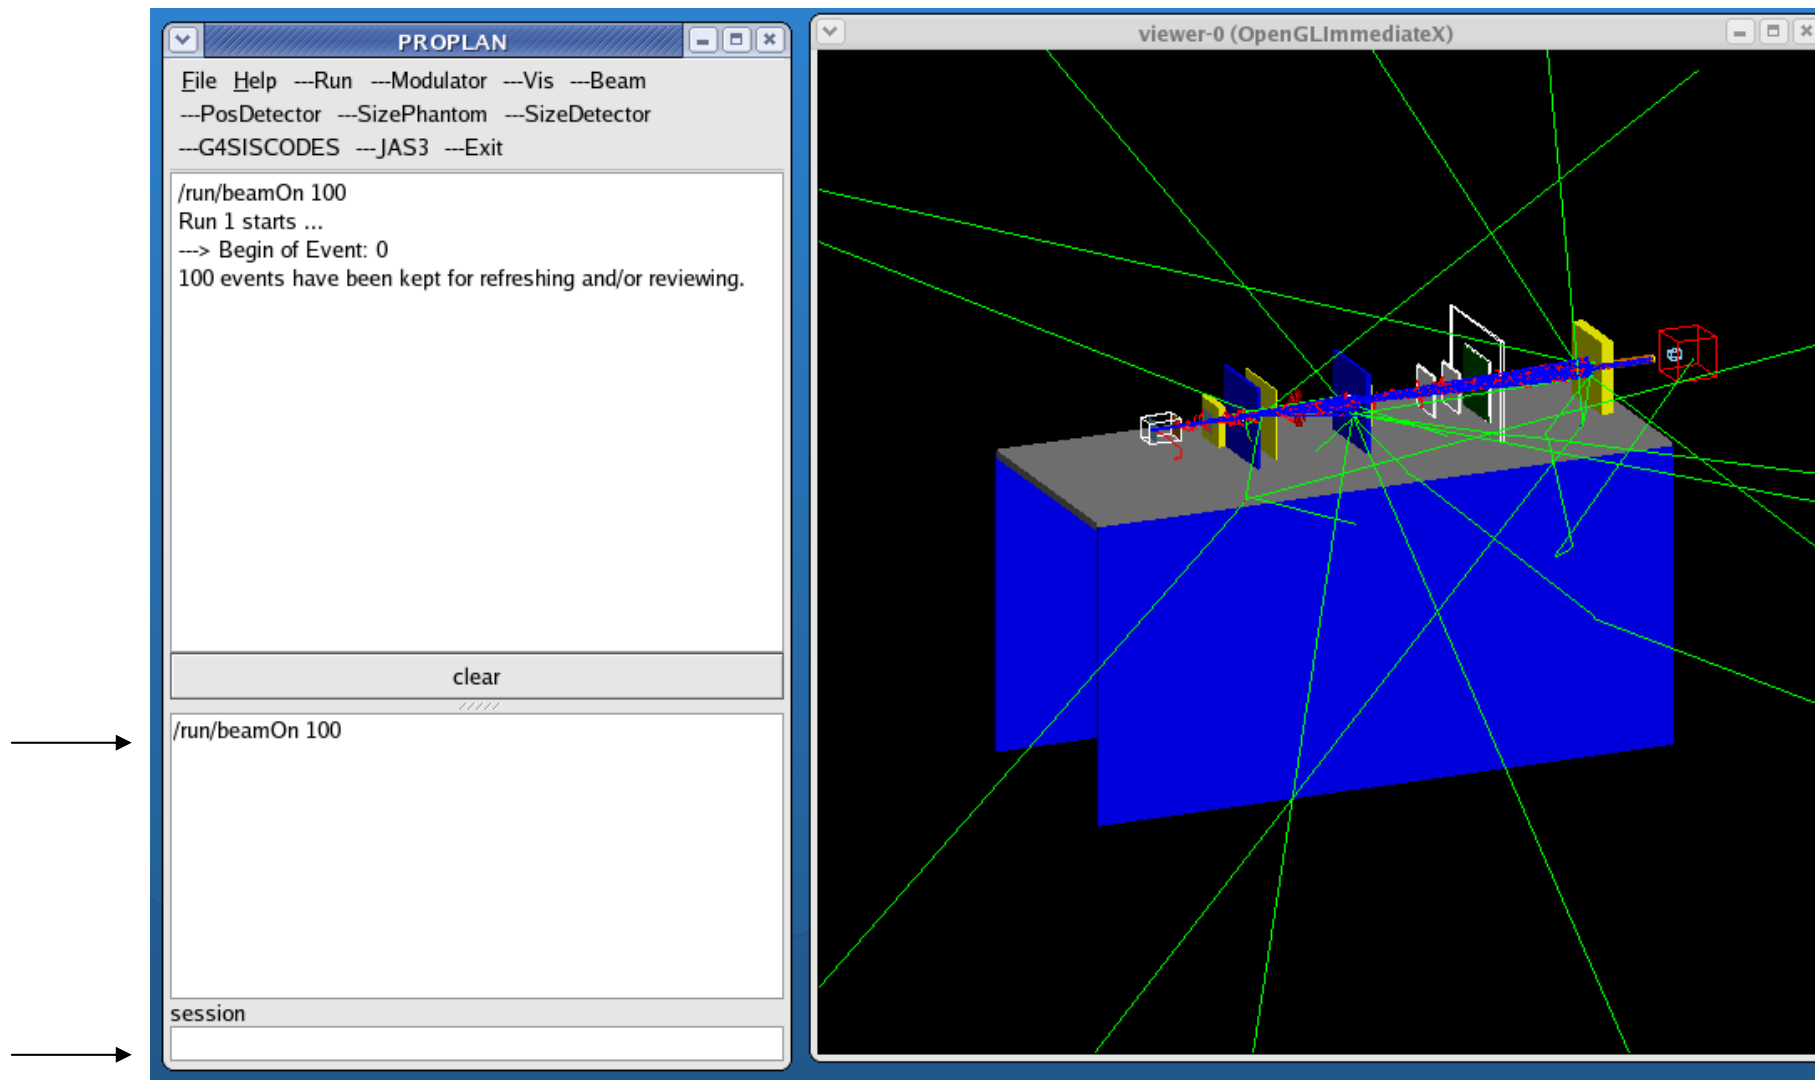 PROPLAN
File Help ---Run ---Modulator ---Vis ---Beam
---PosDetector ---SizePhantom ---SizeDetector
---G4SISCODES ---JAS3 ---Exit
/run/beamOn 100
Run 1 starts ...
---> Begin of Event: 0
100 events have been kept for refreshing and/or reviewing.
clear
/run/beamOn 100
session
viewer-0 (OpenGLImmediateX)